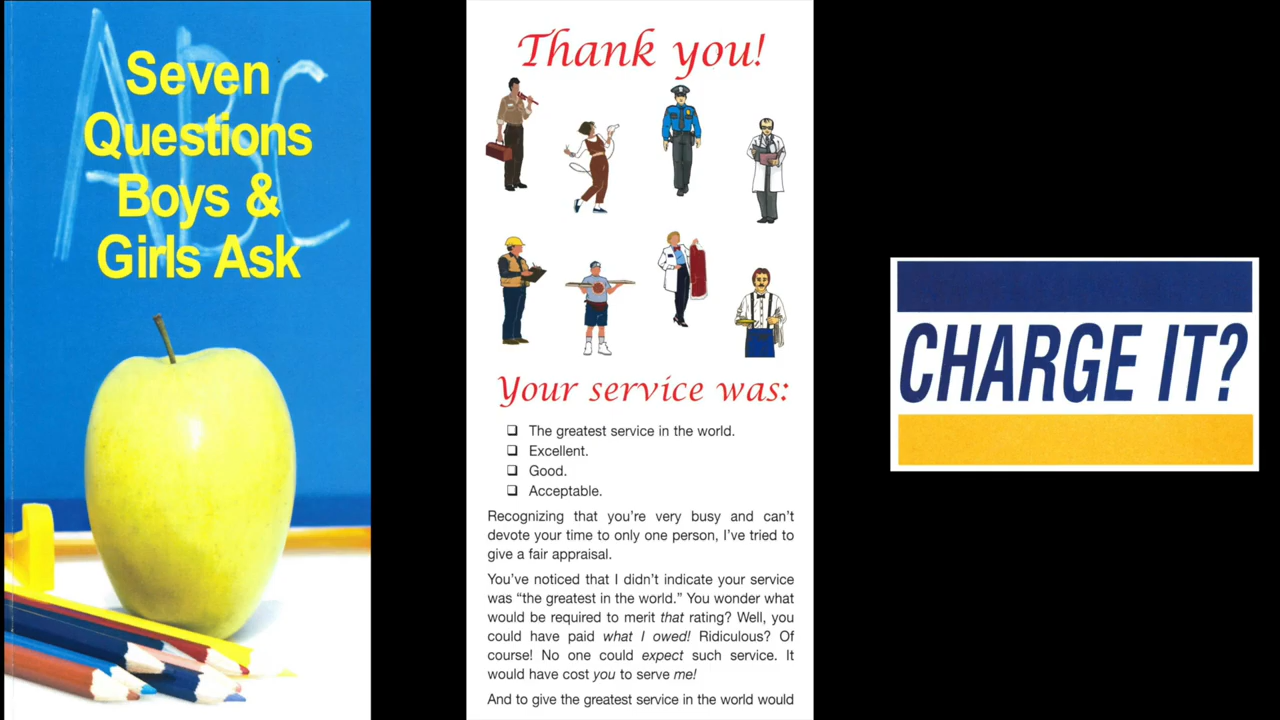 ABC
Seven
Questions
Boys &
Girls Ask
Thank you!
Your service was:
❑ The greatest service in the world.
❑ Excellent.
❑ Good.
❑ Acceptable.
Recognizing that you're very busy and can't
devote your time to only one person, I've tried to
give a fair appraisal.
You've noticed that I didn't indicate your service
was “the greatest in the world.” You wonder what
would be required to merit that rating? Well, you
could have paid what I owed! Ridiculous? Of
course! No one could expect such service. It
would have cost you to serve me!
And to give the greatest service in the world would
CHARGE IT?